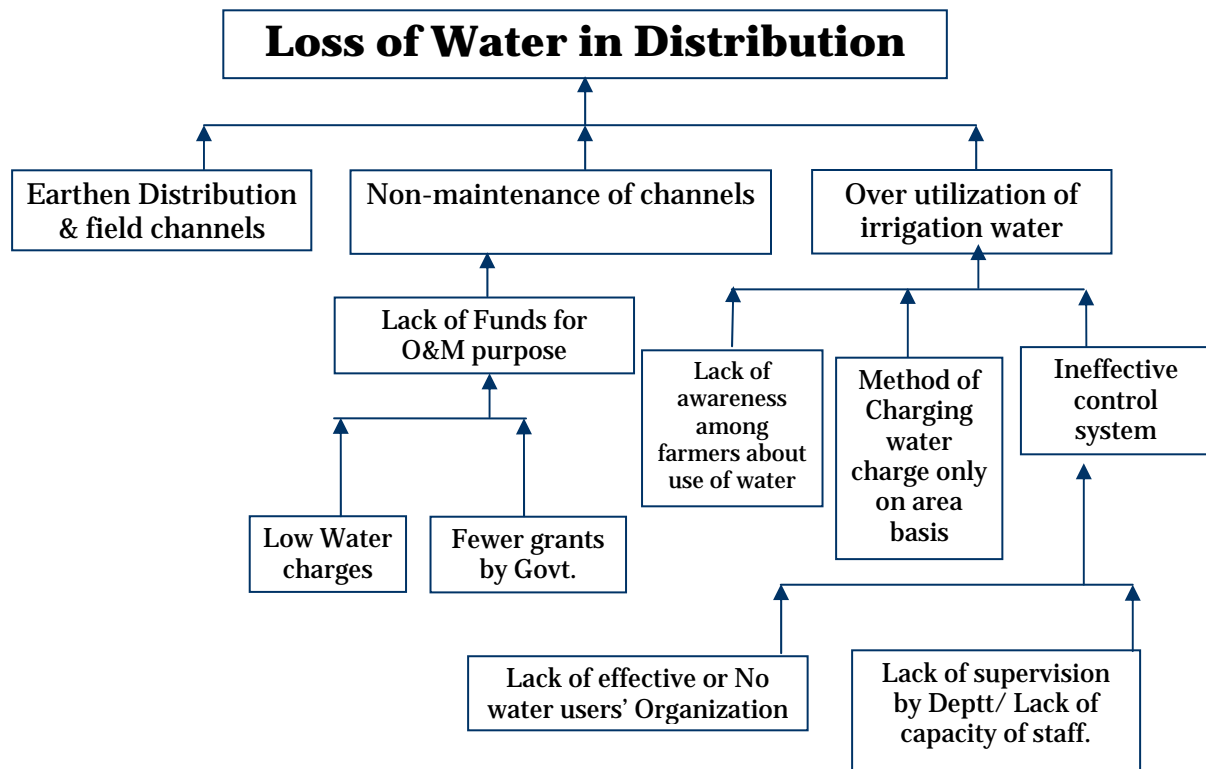 Loss of Water in Distribution
Earthen Distribution
& field channels
Non-maintenance of channels
Over utilization of
irrigation water
Lack of Funds for
O&M purpose
Lack of
awareness
among
farmers about
use of water
Method of
Charging
water
charge only
on area
basis
Ineffective
control
system
Low Water
charges
Fewer grants
by Govt.
Lack of effective or No
water users’ Organization
Lack of supervision
by Deptt/ Lack of
capacity of staff.